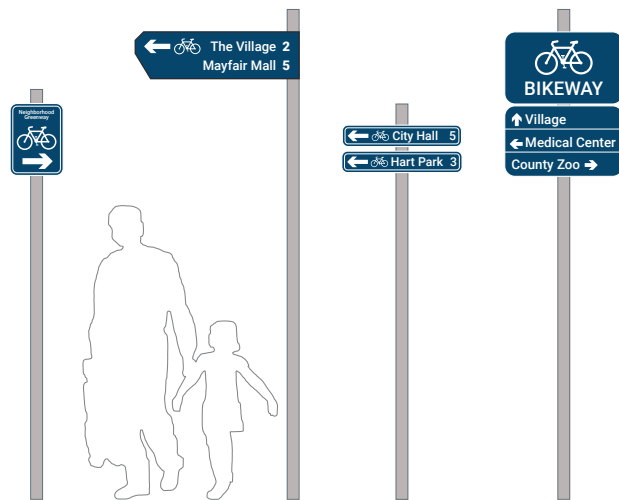 Neighborhood
Greenway
The Village 2
Mayfair Mall 5
City Hall 5
Hart Park 3
BIKEWAY
Village
Medical Center
County Zoo